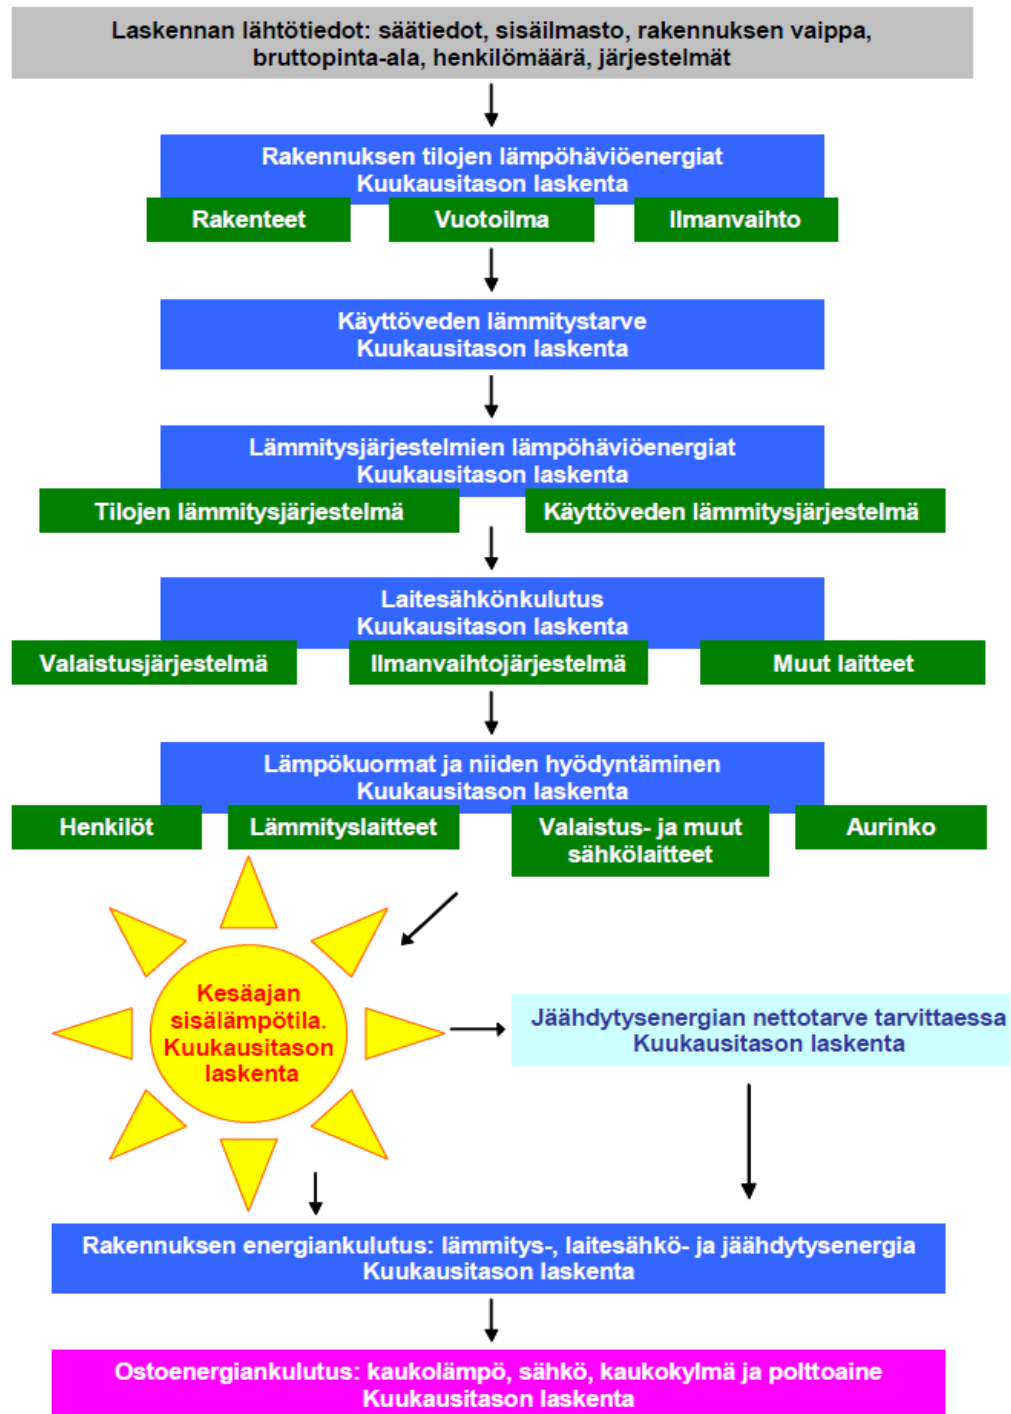 Laskennan lähtötiedot: säätiedot, sisäilmasto, rakennuksen vaippa,
bruttopinta-ala, henkilömäärä, järjestelmät
Rakennuksen tilojen lämpöhäviöenergiat
Kuukausitason laskenta
Rakenteet
Vuotoilma
Ilmanvaihto
Käyttöveden lämmitystarve
Kuukausitason laskenta
Lämmitysjärjestelmien lämpöhäviöenergiat
Kuukausitason laskenta
Tilojen lämmitysjärjestelmä
Käyttöveden lämmitysjärjestelmä
Laitesähkönkulutus
Kuukausitason laskenta
Valaistusjärjestelmä
Ilmanvaihtojärjestelmä
Muut laitteet
Lämpökuormat ja niiden hyödyntäminen
Kuukausitason laskenta
Henkilöt
Lämmityslaitteet
Valaistus- ja muut
sähkölaitteet
Aurinko
Kesäajan
sisälämpötila.
Kuukausitason
laskenta
Jäähdytysenergian nettotarve tarvittaessa
Kuukausitason laskenta
Rakennuksen energiankulutus: lämmitys-, laitesähkö- ja jäähdytysenergia
Kuukausitason laskenta
Ostoenergiankulutus: kaukolämpö, sähkö, kaukokylmä ja polttoaine
Kuukausitason laskenta